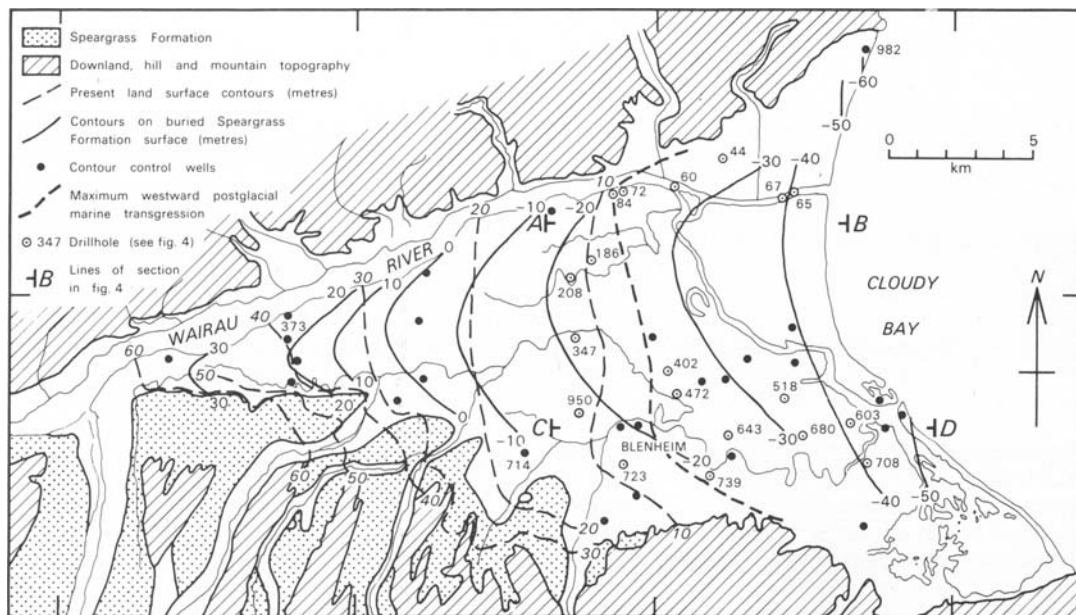 Speargrass Formation
Downland, hill and mountain topography
Present land surface contours (metres)
Contours on buried Speargrass
Formation surface (metres)
Contour control wells
Maximum westward postglacial
marine transgression
347 Drillhole (see fig. 4)
B Lines of section
in fig. 4
982
-60
-50
0 5
km
44
-30
-40
60
67
65
10
72
84
20
-10
-20
A
B
WAIRAU RIVER
0
30
10
20
186
208
CLOUDY
BAY
N
40
373
60
30
50
347
402
472
518
30
20
10
0
950
C
BLENHEIM
643
-30
680
603
D
-10
714
723
-20
739
708
-40
-50
60
50
40
20
30
10